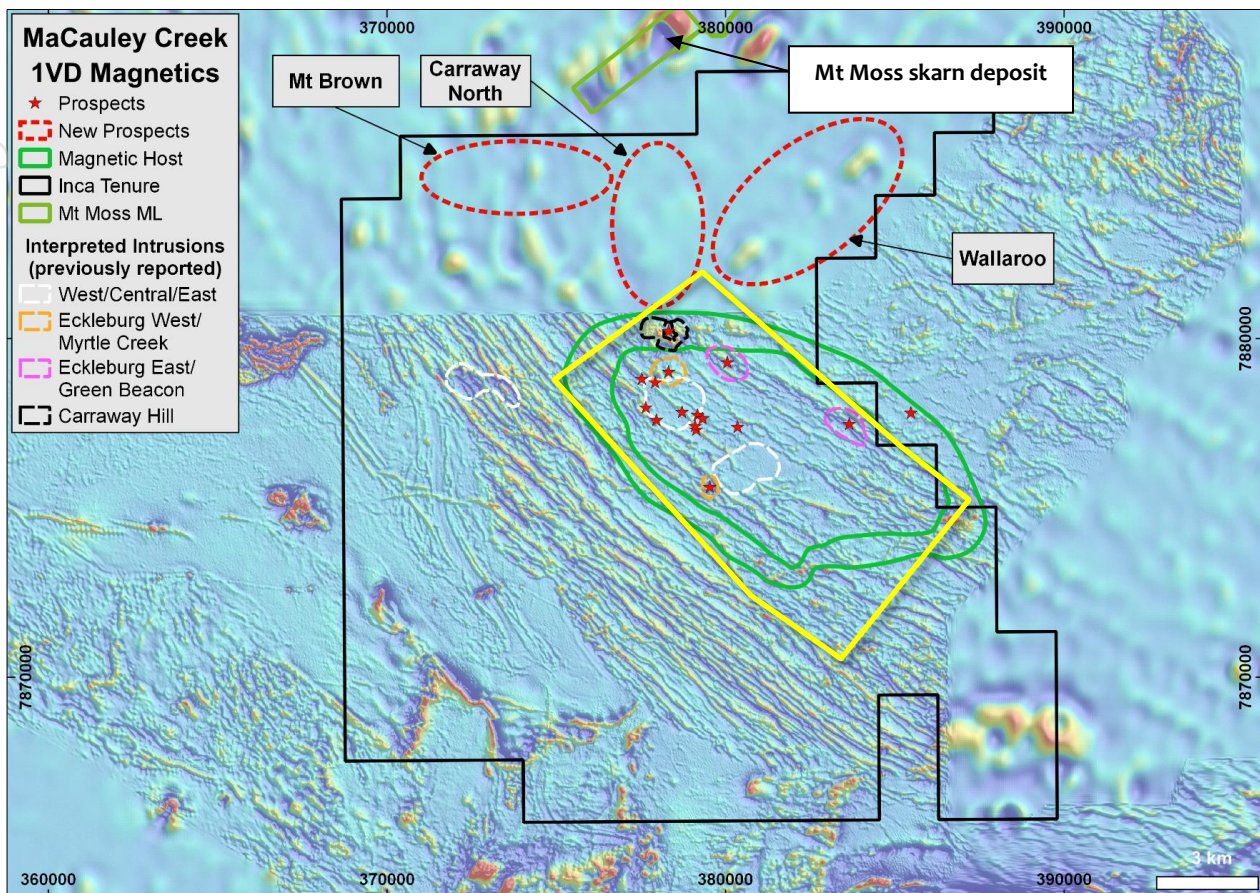 370000
380000
390000
MaCauley Creek
1VD Magnetics
Prospects
New Prospects
Magnetic Host
Inca Tenure
Mt Moss ML
Interpreted Intrusions
(previously reported)
West/Central/East
Eckleburg West/
Myrtle Creek
Eckleburg East/
Green Beacon
Carraway Hill
Mt Brown
Carraway
North
Mt Moss skarn deposit
Wallaroo
7880000
7870000
7870000
3 km
360000
370000
380000
390000